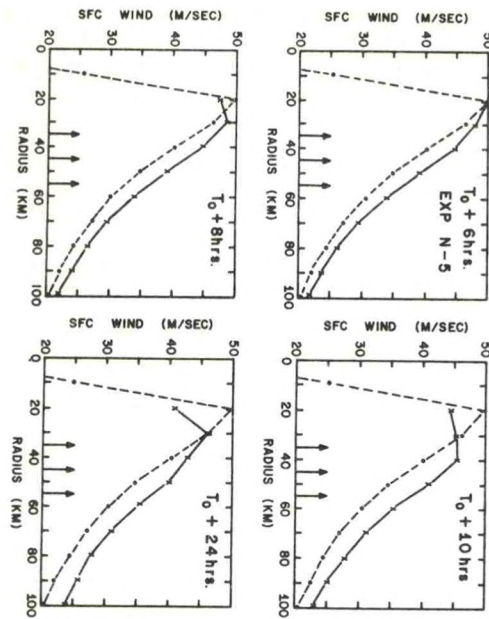 SFC WIND (M/SEC)
50
40
30
20
T₀ + 6hrs.
EXP N-5
0 20 40 60 80 100
RADIUS (KM)
SFC WIND (M/SEC)
50
40
30
20
T₀ + 10hrs
0 20 40 60 80 100
RADIUS (KM)
SFC WIND (M/SEC)
50
40
30
20
T₀ + 8hrs.
0 20 40 60 80 100
RADIUS (KM)
SFC WIND (M/SEC)
50
40
30
20
T₀ + 24hrs.
0 20 40 60 80 100
RADIUS (KM)